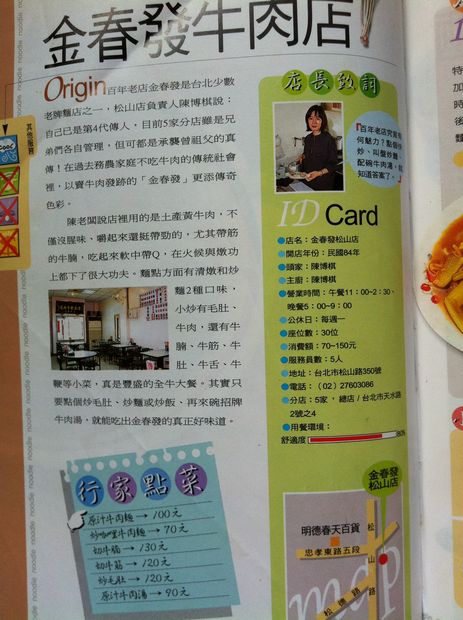 金春發牛肉店
Origin 百年老店金春發是台北少數
老牌麵店之一，松山店負責人陳博棋說：
自己已是第4代傳人，目前5家分店雖是兄
弟們各自管理，但可都是承襲曾祖父的真
傳！在過去務農家庭不吃牛肉的傳統社會
裡，以賣牛肉發跡的「金春發」更添傳奇
色彩。
陳老闆說店裡用的是土產黃牛肉，不
僅沒腥味、嚼起來還挺帶勁的，尤其帶筋
的牛腩，吃起來軟中帶Q，在火候與燉功
上都下了很大功夫。麵點方面有清燉和炒
麵2種口味，
小炒有毛肚、
牛肉，還有牛
腩、牛筋、牛
肚、牛舌、牛
鞭等小菜，真是豐盛的全牛大餐。其實只
要點個炒毛肚、炒麵或炒飯、再來碗招牌
牛肉湯，就能吃出金春發的真正好味道。
行家點菜
原汁牛肉麵→100元
炒咖哩牛肉麵→70元
切牛腩→130元
切牛筋→120元
炒毛肚→120元
原汁牛肉湯→90元
店長致詞
「百年老店究竟有
何魅力？點個快
炒、叫盤炒麵，
配碗牛肉湯，你
知道答案了。」
ID Card
店名：金春發松山店
開店年份：民國84年
頭家：陳博棋
主廚：陳博棋
營業時間：午餐11：00~2：30、
晚餐5：00~9：00
公休日：每週一
座位數：30位
消費額：70~150元
服務員數：5人
地址：台北市松山路350號
電話：（02）27603086
分店：5家，總店／台北市天水路
2號之4
用餐環境：
舒適度 80%
金春發
松山店
明德春天百貨
忠孝東路五段
松山路
松德路
map
其他服務
noodle